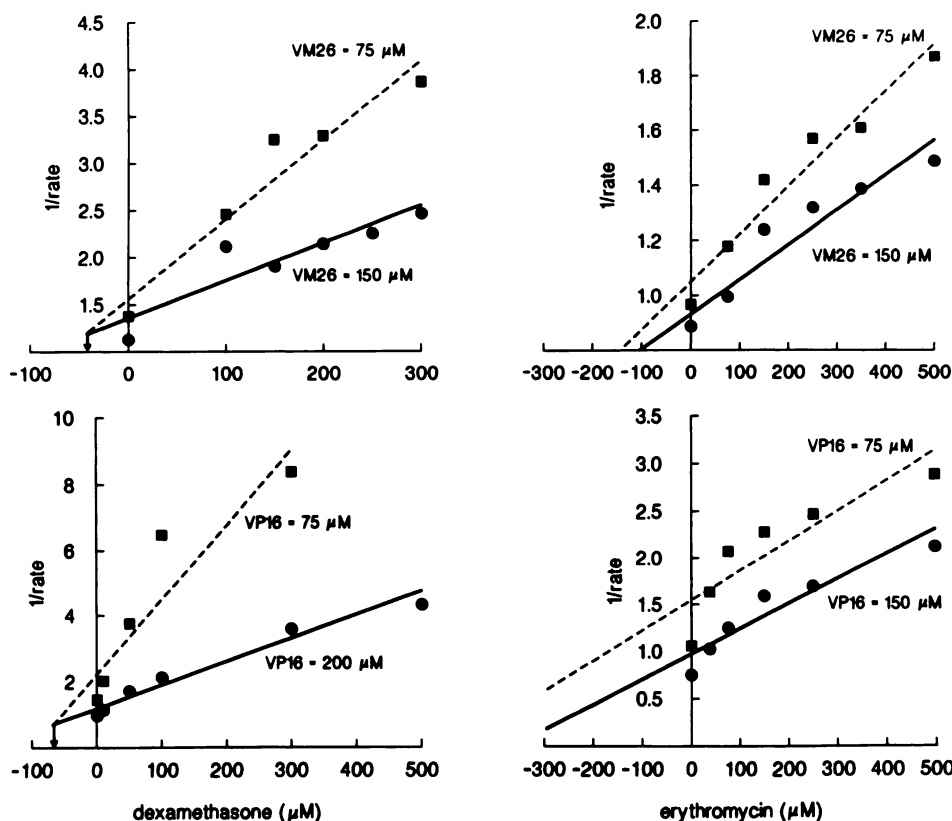 4.5
4.0
3.5
3.0
2.5
2.0
1.5
1/rate
VM26 = 75 µM
VM26 = 150 µM
-100 0 100 200 300
2.0
1.8
1.6
1.4
1.2
1.0
1/rate
VM26 = 75 µM
VM26 = 150 µM
-300 -200 -100 0 100 200 300 400 500
10
8
6
4
2
1/rate
VP16 = 75 µM
VP16 = 200 µM
-100 0 100 200 300 400 500
dexamethasone (µM)
3.5
3.0
2.5
2.0
1.5
1.0
0.5
1/rate
VP16 = 75 µM
VP16 = 150 µM
-300 -200 -100 0 100 200 300 400 500
erythromycin (µM)